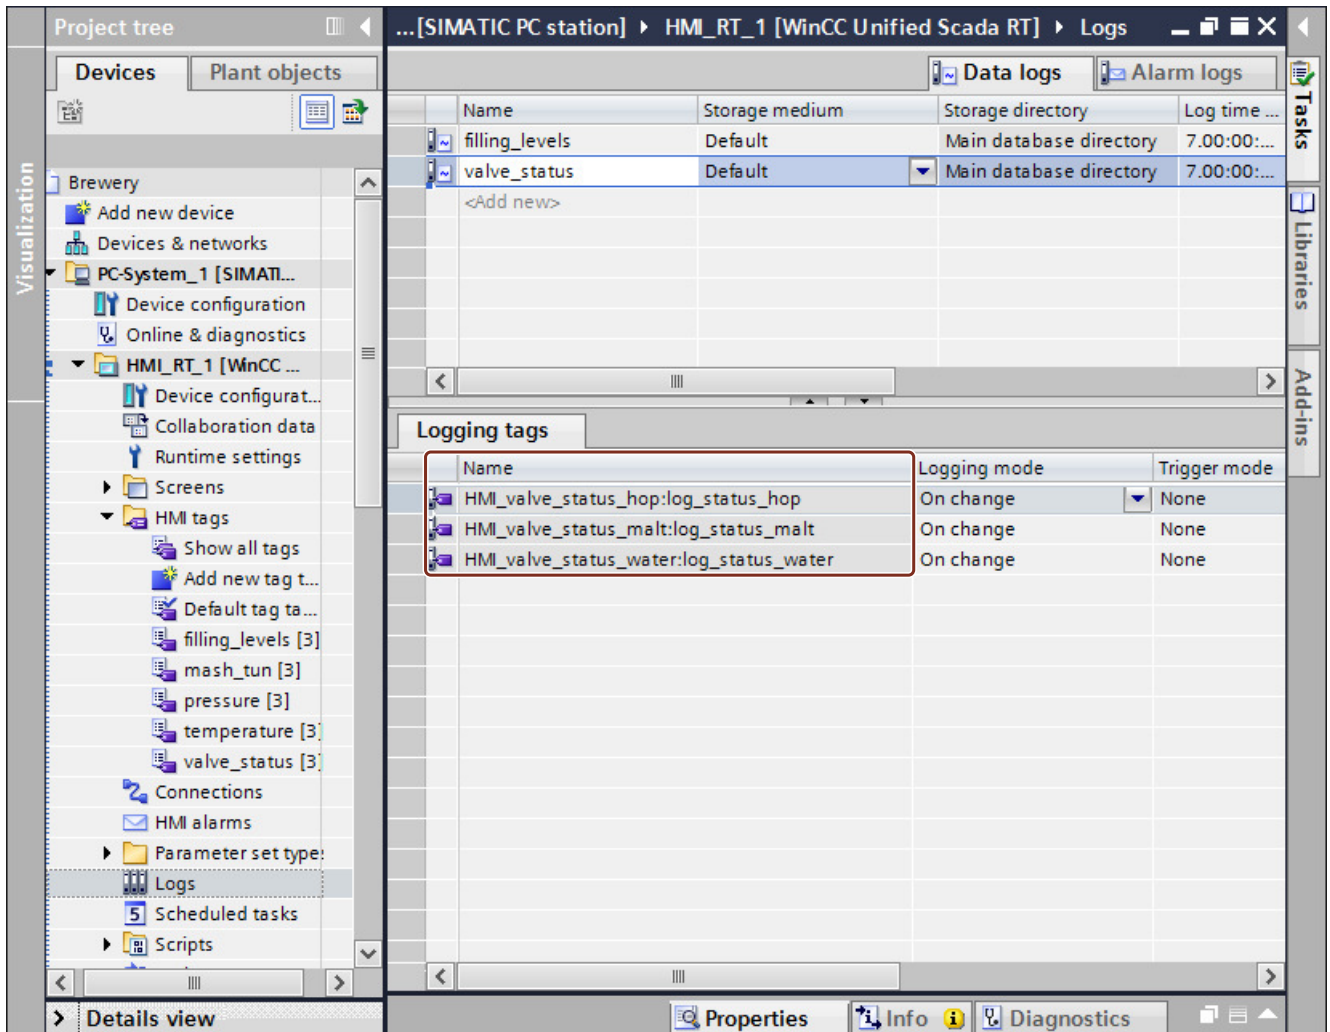 Project tree
...[SIMATIC PC station] HMI_RT_1 [WinCC Unified Scada RT] Logs
Devices
Plant objects
Data logs
Alarm logs
Tasks
Libraries
Add-ins
Visualization
Brewery
Add new device
Devices & networks
PC-System_1 [SIMATI...
Device configuration
Online & diagnostics
HMI_RT_1 [WinCC ...
Device configurat...
Collaboration data
Runtime settings
Screens
HMI tags
Show all tags
Add new tag t...
Default tag ta...
filling_levels [3]
mash_tun [3]
pressure [3]
temperature [3]
valve_status [3]
Connections
HMI alarms
Parameter set type
Logs
5 Scheduled tasks
Scripts
Details view
Name Storage medium Storage directory Log time ...
filling_levels Default Main database directory 7.00:00:...
valve_status Default Main database directory 7.00:00:...
<Add new>
Logging tags
Name Logging mode Trigger mode
HMI_valve_status_hop:log_status_hop On change None
HMI_valve_status_malt:log_status_malt On change None
HMI_valve_status_water:log_status_water On change None
Properties Info Diagnostics